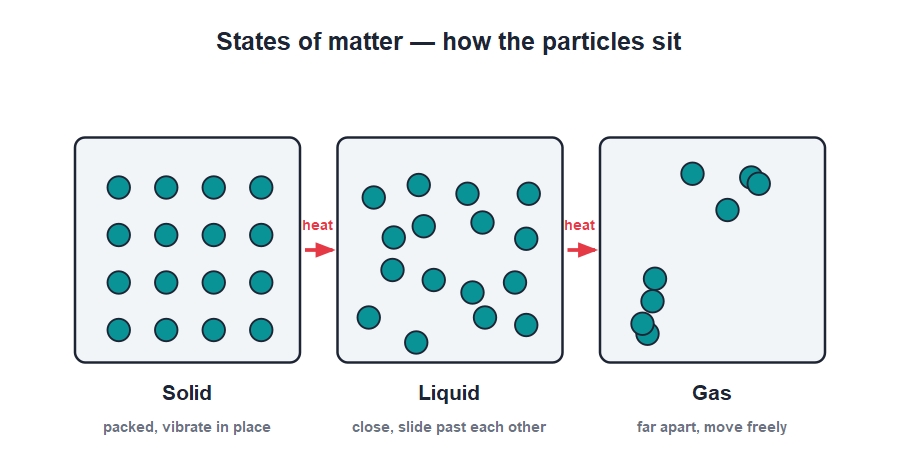 States of matter — how the particles sit
heat
heat
Solid
Liquid
Gas
packed, vibrate in place
close, slide past each other
far apart, move freely